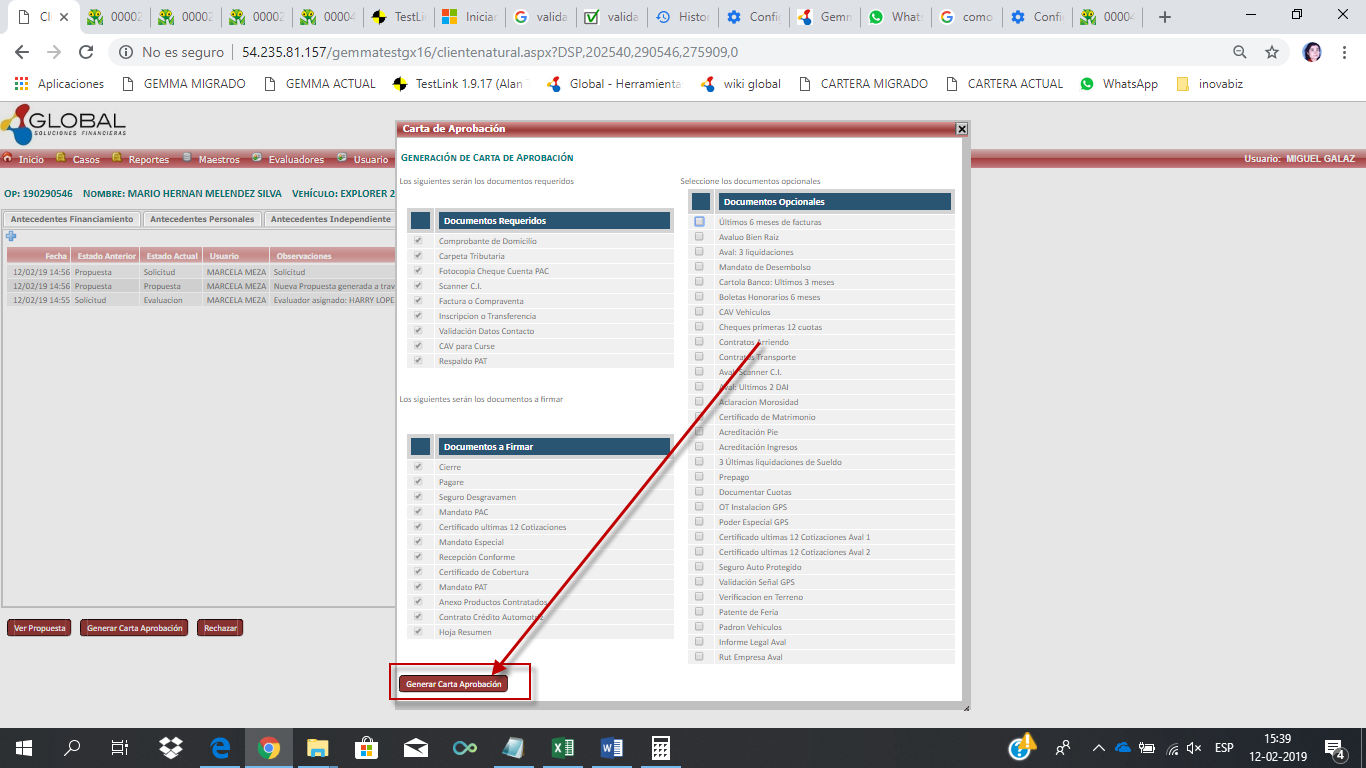 Cli
00002
00002
00002
00004
TestLin
Iniciar
valida
valida
Histor
Config
Gemm
Whats
como
Confi
00004
No es seguro
54.235.81.157/gemmatestgx16/clientenatural.aspx?DSP,202540,290546,275909,0
Aplicaciones
GEMMA MIGRADO
GEMMA ACTUAL
TestLink 1.9.17 (Alan
Global - Herramienta
wiki global
CARTERA MIGRADO
CARTERA ACTUAL
WhatsApp
inovabiz
GLOBAL
SOLUCIONES FINANCIERAS
Inicio
Casos
Reportes
Maestros
Evaluadores
Usuario
Usuario: MIGUEL GALAZ
OP: 190290546 NOMBRE: MARIO HERNAN MELENDEZ SILVA VEHÍCULO: EXPLORER 2
Antecedentes Financiamiento
Antecedentes Personales
Antecedentes Independiente
Fecha Estado Anterior Estado Actual Usuario Observaciones
12/02/19 14:56 Propuesta Solicitud MARCELA MEZA Solicitud
12/02/19 14:56 Propuesta Propuesta MARCELA MEZA Nueva Propuesta generada a trav
12/02/19 14:55 Solicitud Evaluacion MARCELA MEZA Evaluador asignado: HARRY LOPE
Ver Propuesta
Generar Carta Aprobación
Rechazar
Carta de Aprobación
GENERACIÓN DE CARTA DE APROBACIÓN
Los siguientes serán los documentos requeridos
Documentos Requeridos
Comprobante de Domicilio
Carpeta Tributaria
Fotocopia Cheque Cuenta PAC
Scanner C.I.
Factura o Compraventa
Inscripcion o Transferencia
Validación Datos Contacto
CAV para Curse
Respaldo PAT
Los siguientes serán los documentos a firmar
Documentos a Firmar
Cierre
Pagare
Seguro Desgravamen
Mandato PAC
Certificado ultimas 12 Cotizaciones
Mandato Especial
Recepción Conforme
Certificado de Cobertura
Mandato PAT
Anexo Productos Contratados
Contrato Crédito Automotriz
Hoja Resumen
Generar Carta Aprobación
Seleccione los documentos opcionales
Documentos Opcionales
Últimos 6 meses de facturas
Avaluo Bien Raiz
Aval: 3 liquidaciones
Mandato de Desembolso
Cartola Banco: Ultimos 3 meses
Boletas Honorarios 6 meses
CAV Vehiculos
Cheques primeras 12 cuotas
Contratos Arriendo
Contratos Transporte
Aval: Scanner C.I.
Aval: Ultimos 2 DAI
Aclaracion Morosidad
Certificado de Matrimonio
Acreditación Pie
Acreditación Ingresos
3 Últimas liquidaciones de Sueldo
Prepago
Documentar Cuotas
OT Instalacion GPS
Poder Especial GPS
Certificado ultimas 12 Cotizaciones Aval 1
Certificado ultimas 12 Cotizaciones Aval 2
Seguro Auto Protegido
Validación Señal GPS
Verificacion en Terreno
Patente de Feria
Padron Vehiculos
Informe Legal Aval
Rut Empresa Aval
ESP
15:39
12-02-2019
4